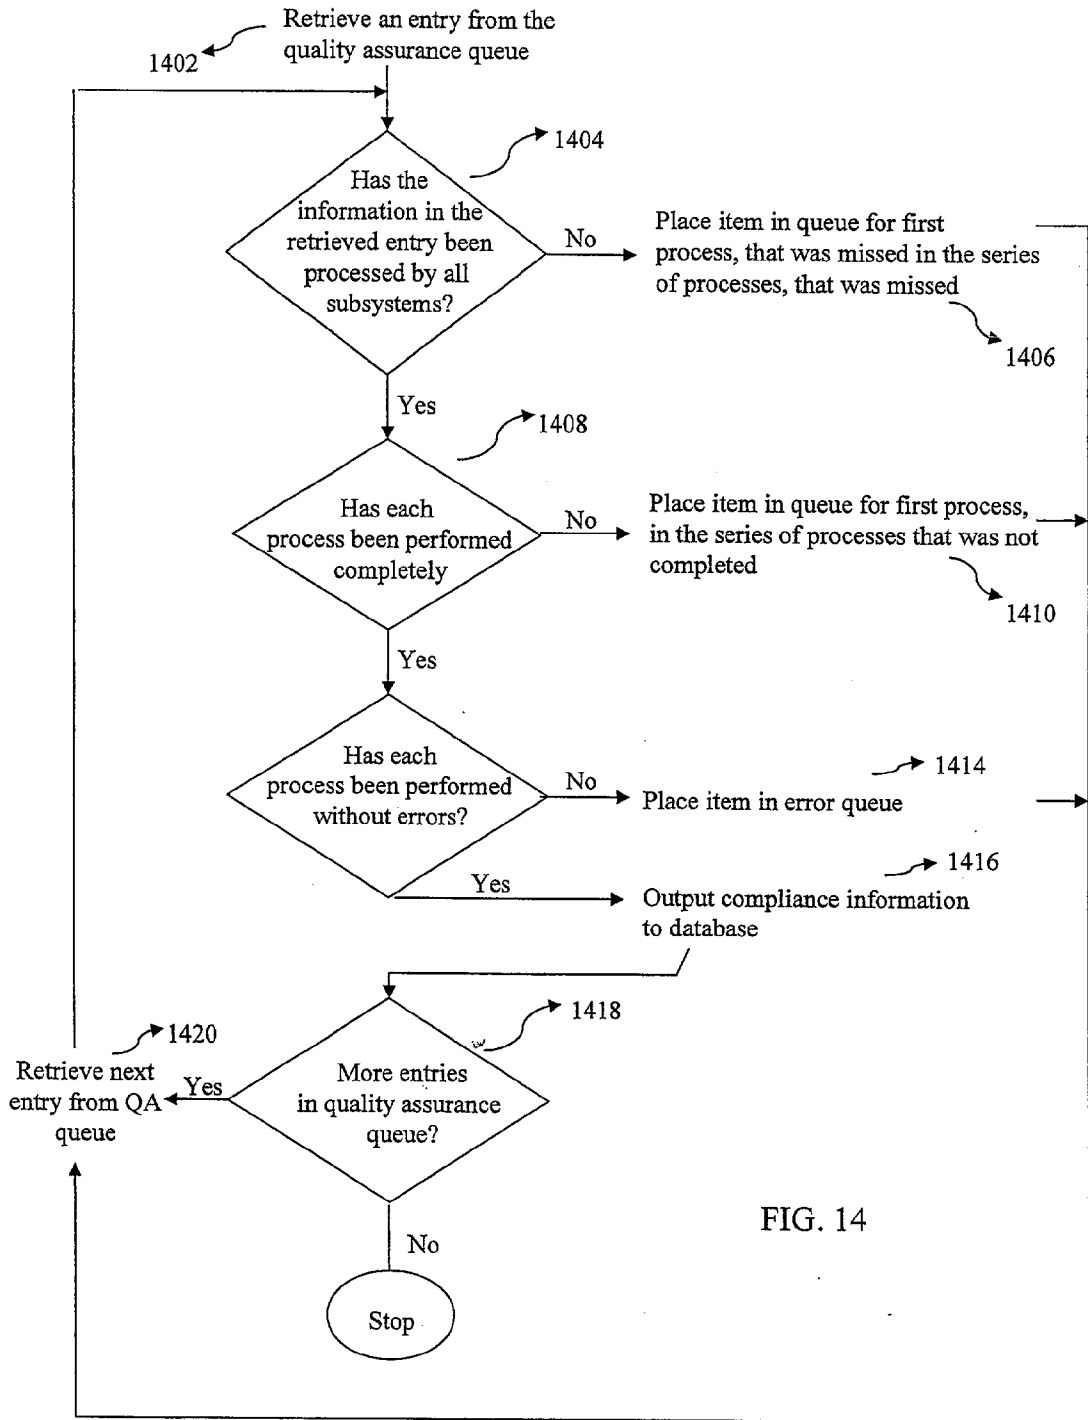 Retrieve an entry from the
quality assurance queue
1402
1404
Has the
information in the
retrieved entry been
processed by all
subsystems?
No
Place item in queue for first
process, that was missed in the series
of processes, that was missed
1406
Yes
1408
Has each
process been performed
completely
No
Place item in queue for first process,
in the series of processes that was not
completed
1410
Yes
Has each
process been performed
without errors?
No
1414
Place item in error queue
1416
Yes
Output compliance information
to database
1418
1420
Retrieve next
entry from QA
queue
Yes
More entries
in quality assurance
queue?
No
Stop
FIG. 14